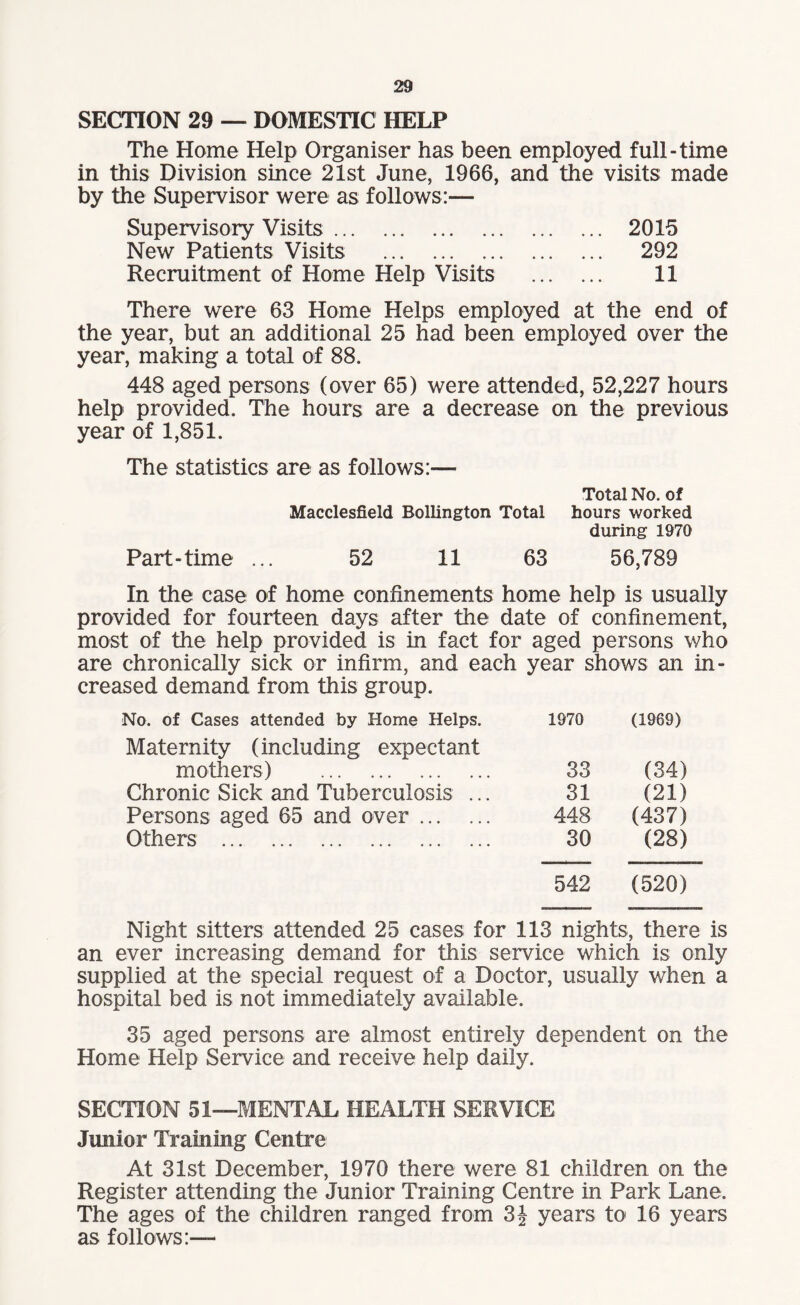 29
SECTION 29 — DOMESTIC HELP
The Home Help Organiser has been employed full-time
in this Division since 21st June, 1966, and the visits made
by the Supervisor were as follows:—
Supervisory Visits ... ... ... ... ... ... 2015
New Patients Visits ... ... ... ... ... 292
Recruitment of Home Help Visits ... ... 11
There were 63 Home Helps employed at the end of
the year, but an additional 25 had been employed over the
year, making a total of 88.
448 aged persons (over 65) were attended, 52,227 hours
help provided. The hours are a decrease on the previous
year of 1,851.
The statistics are as follows:—
Total No. of
Macclesfield Bollington Total hours worked
during 1970
Part-time ... 52 11 63 56,789
In the case of home confinements home help is usually
provided for fourteen days after the date of confinement,
most of the help provided is in fact for aged persons who
are chronically sick or infirm, and each year shows an in-
creased demand from this group.
No. of Cases attended by Home Helps. 1970 (1969)
Maternity (including expectant
mothers) ... ... ... ... 33 (34)
Chronic Sick and Tuberculosis ... 31 (21)
Persons aged 65 and over ... ... 448 (437)
Others ... ... ... ... ... ... 30 (28)
542 (520)
Night sitters attended 25 cases for 113 nights, there is
an ever increasing demand for this service which is only
supplied at the special request of a Doctor, usually when a
hospital bed is not immediately available.
35 aged persons are almost entirely dependent on the
Home Help Service and receive help daily.
SECTION 51—MENTAL HEALTH SERVICE
Junior Training Centre
At 31st December, 1970 there were 81 children on the
Register attending the Junior Training Centre in Park Lane.
The ages of the children ranged from 3½ years to 16 years
as follows:—